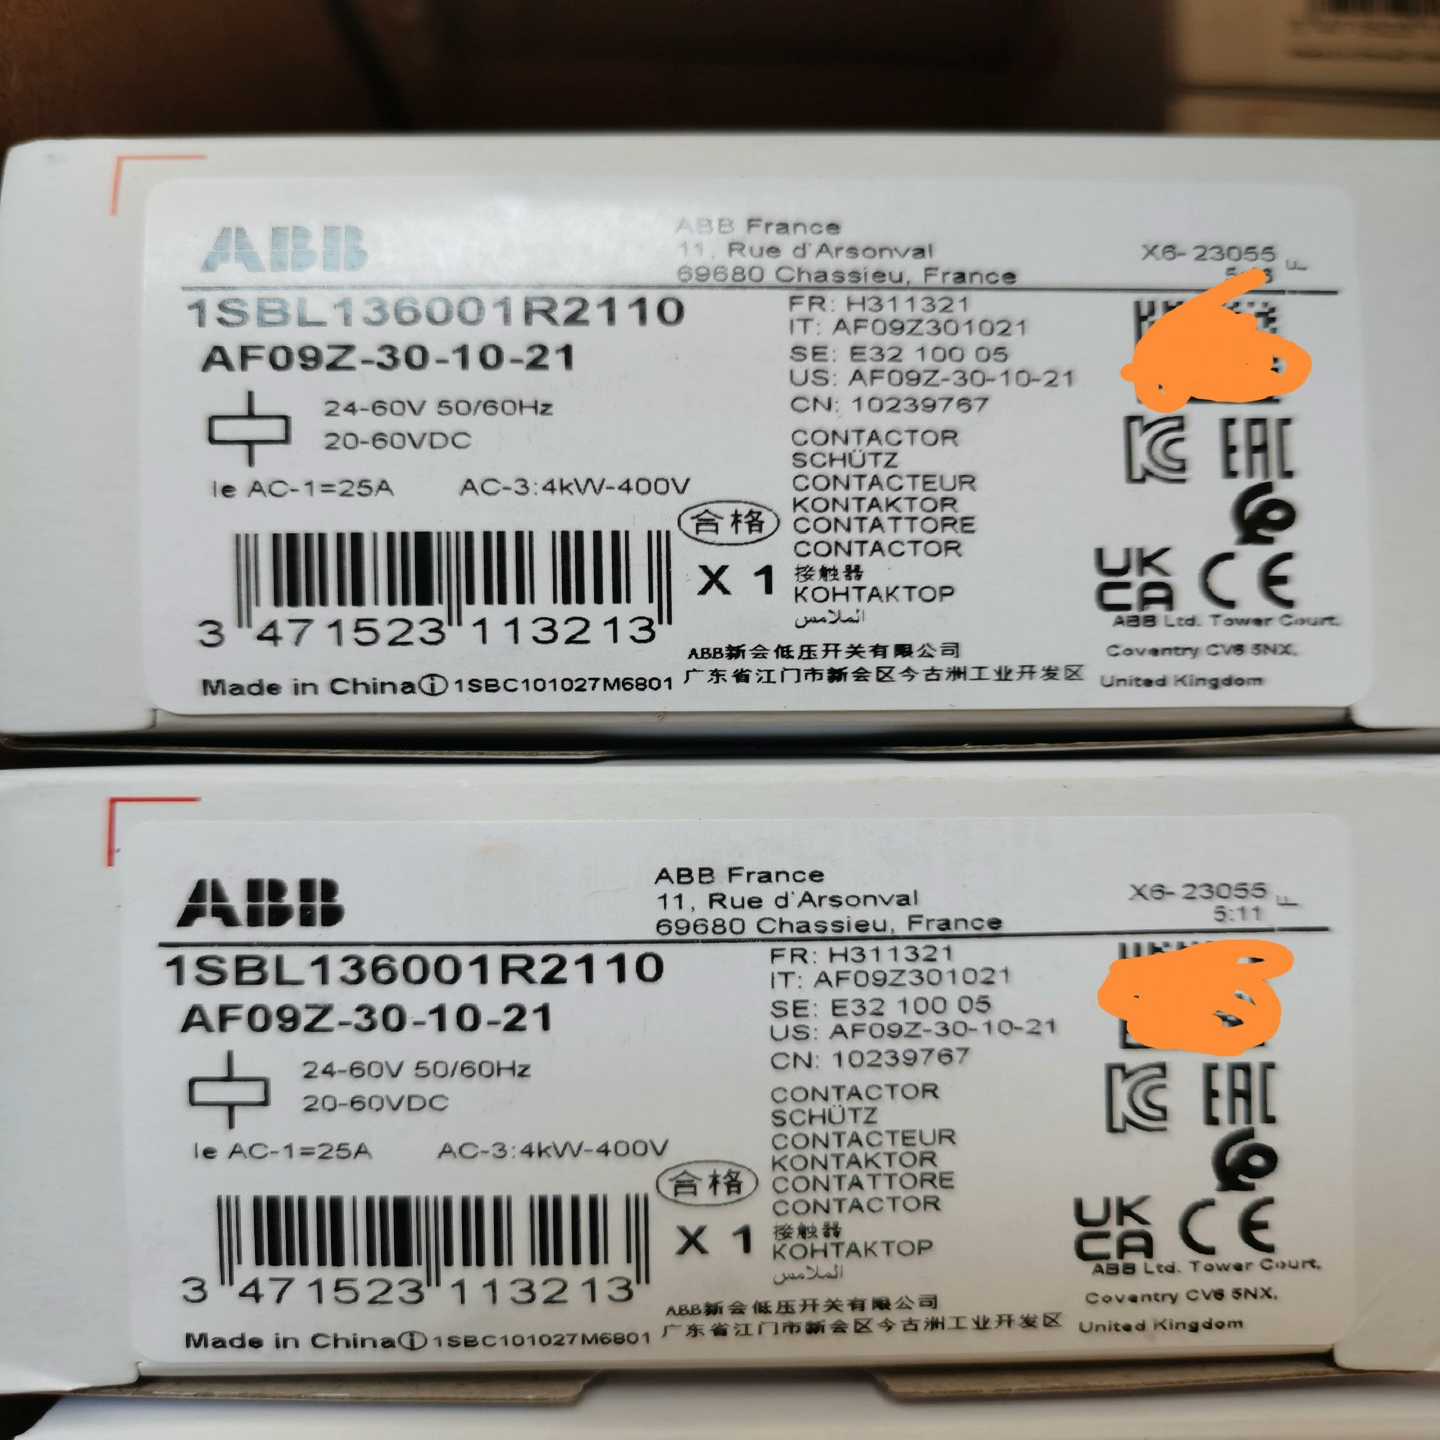 ABB
ABB France
11, Rue d'Arsonval
69680 Chassieu, France
X6-23055
F
1SBL136001R2110
AF09Z-30-10-21
24-60V 50/60Hz
20-60VDC
Ie AC-1=25A AC-3:4kW-400V
FR: H311321
IT: AF09Z301021
SE: E32 100 05
US: AF09Z-30-10-21
CN: 10239767
CONTACTOR
SCHÜTZ
CONTACTEUR
KONTAKTOR
CONTATTORE
CONTACTOR
接触器
КОНТАКТОР
الملامس
合格
X 1
3 471523 113213
Made in China ⓘ 1SBC101027M6801
ABB新会低压开关有限公司
广东省江门市新会区今古洲工业开发区
EAC
UK
CA
CE
ABB Ltd. Tower Court,
Coventry CV6 5NX,
United Kingdom
ABB
ABB France
11, Rue d'Arsonval
69680 Chassieu, France
X6-23055
5:11
F
1SBL136001R2110
AF09Z-30-10-21
24-60V 50/60Hz
20-60VDC
Ie AC-1=25A AC-3:4kW-400V
FR: H311321
IT: AF09Z301021
SE: E32 100 05
US: AF09Z-30-10-21
CN: 10239767
CONTACTOR
SCHÜTZ
CONTACTEUR
KONTAKTOR
CONTATTORE
CONTACTOR
接触器
КОНТАКТОР
الملامس
合格
X 1
3 471523 113213
Made in China ⓘ 1SBC101027M6801
ABB新会低压开关有限公司
广东省江门市新会区今古洲工业开发区
EAC
UK
CA
CE
ABB Ltd. Tower Court,
Coventry CV6 5NX,
United Kingdom